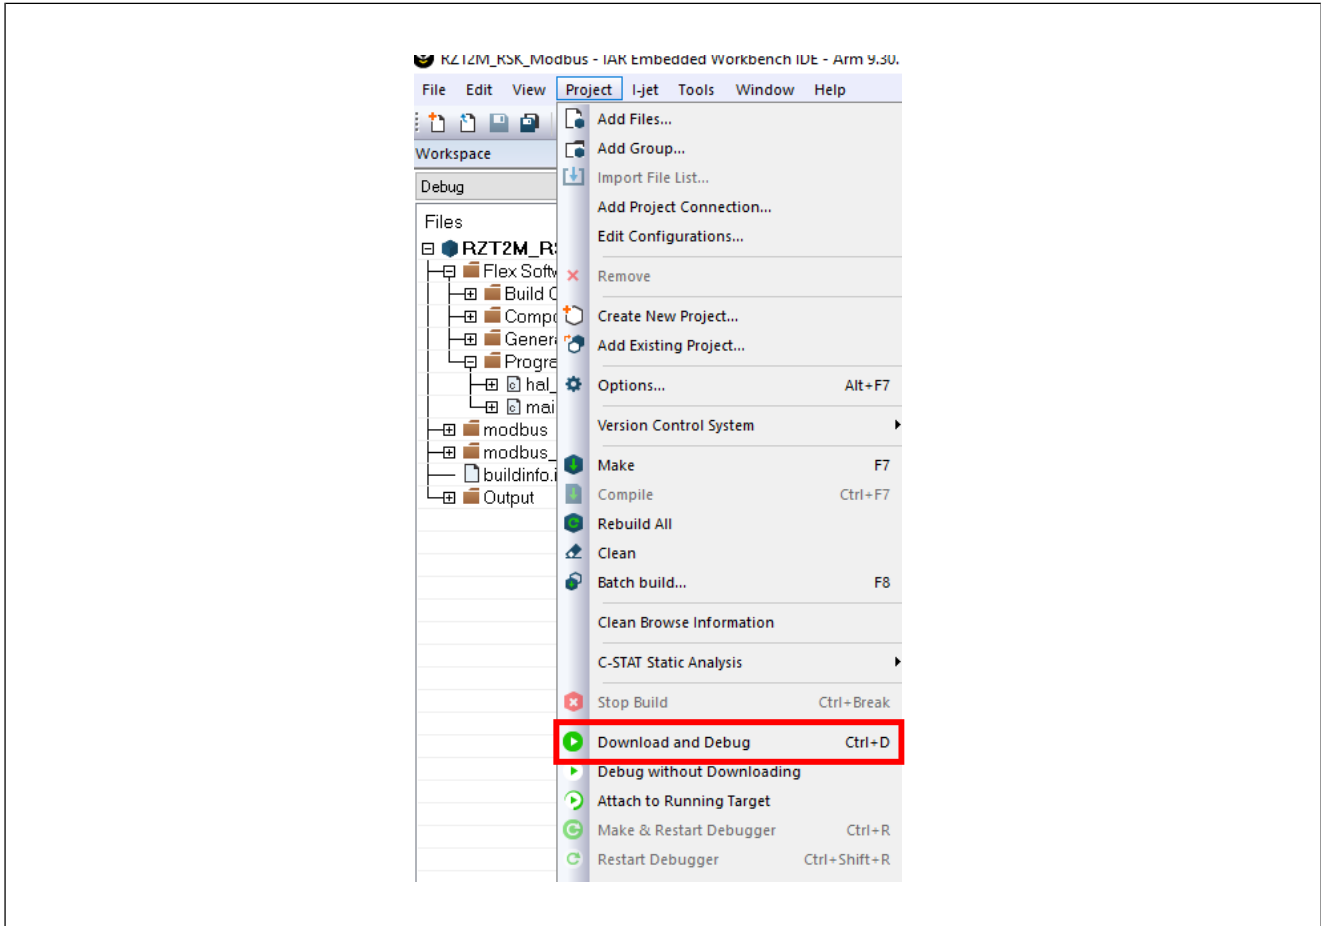 RZT2M_RSK_Modbus - IAR Embedded Workbench IDE - Arm 9.30.
File Edit View Project I-jet Tools Window Help
Workspace
Debug
Files
RZT2M_R
Flex Softw
Build
Compo
Gener
Progra
hal_
mai
modbus
modbus_
buildinfo.i
Output
Add Files...
Add Group...
Import File List...
Add Project Connection...
Edit Configurations...
Remove
Create New Project...
Add Existing Project...
Options... Alt+F7
Version Control System
Make F7
Compile Ctrl+F7
Rebuild All
Clean
Batch build... F8
Clean Browse Information
C-STAT Static Analysis
Stop Build Ctrl+Break
Download and Debug Ctrl+D
Debug without Downloading
Attach to Running Target
Make & Restart Debugger Ctrl+R
Restart Debugger Ctrl+Shift+R